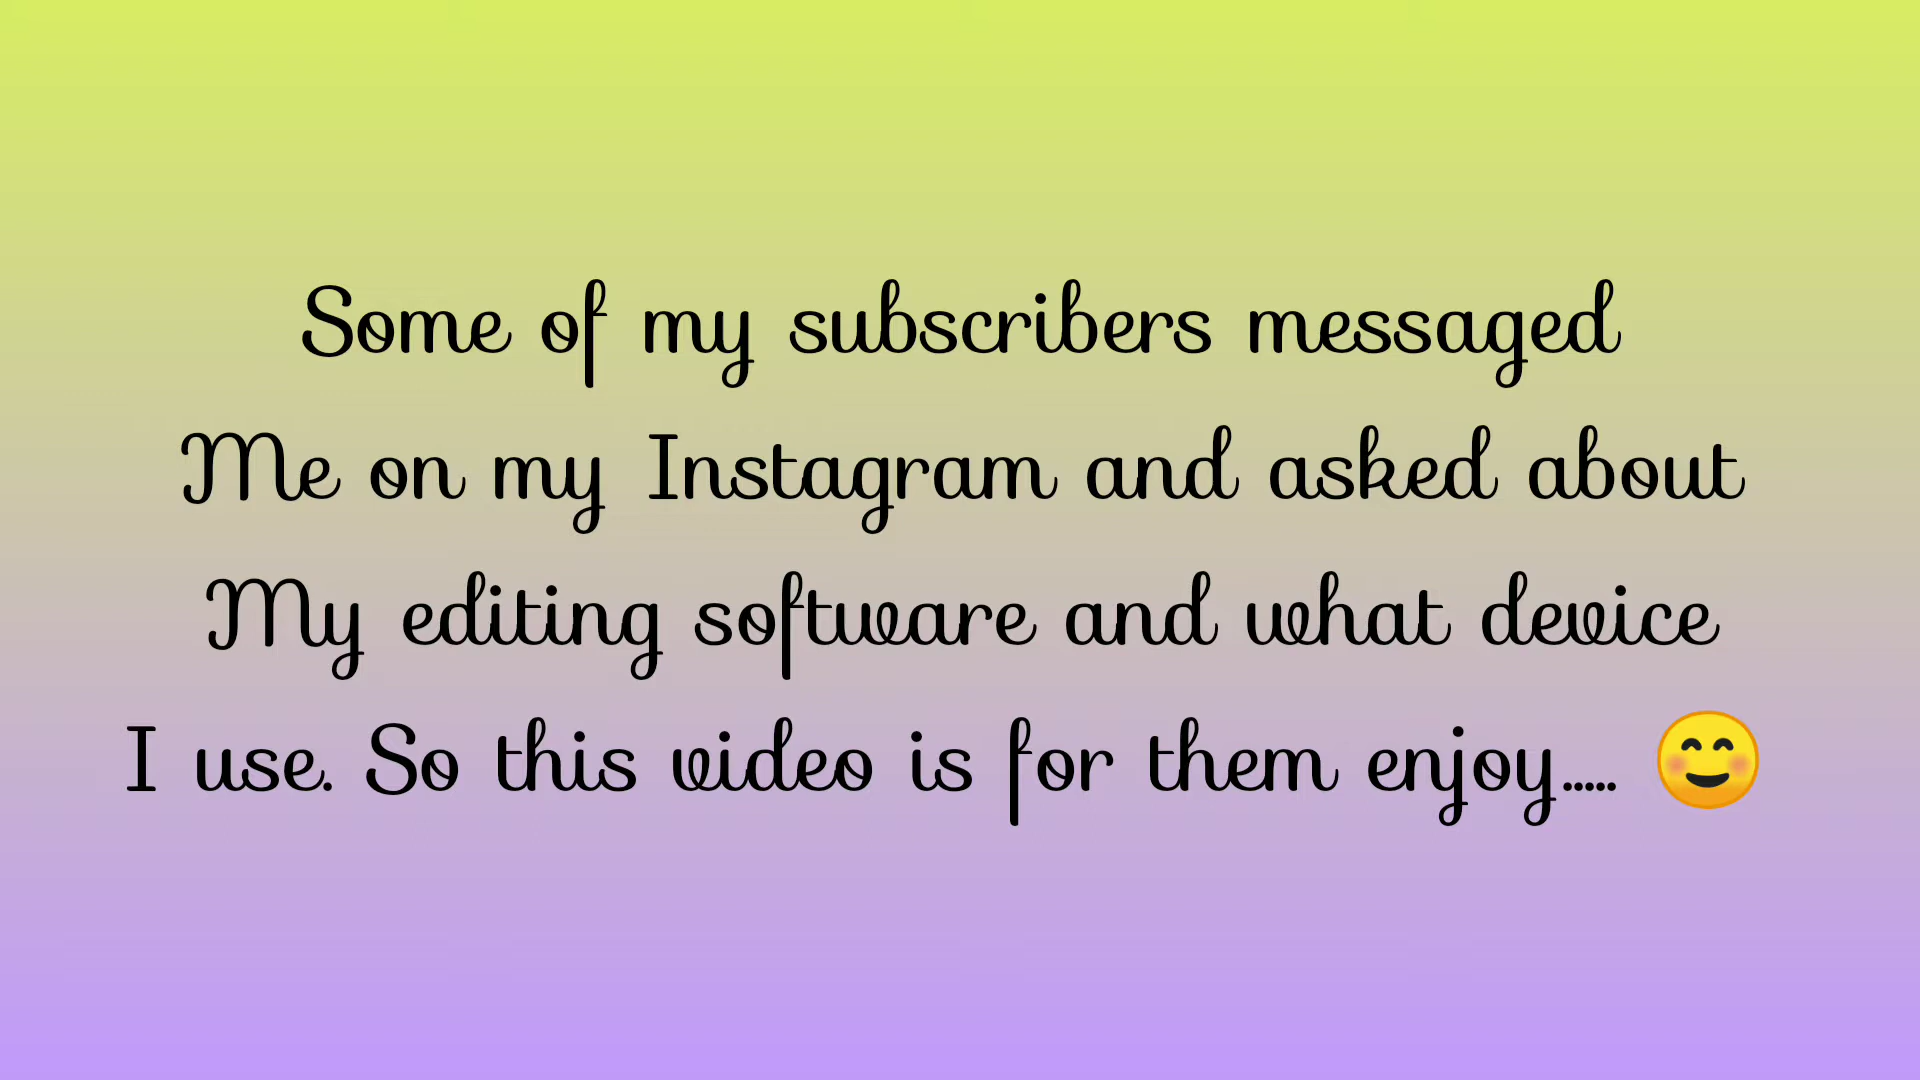 Some of my subscribers messaged
Me on my Instagram and asked about
My editing software and what device
I use. So this video is for them enjoy..... 😊